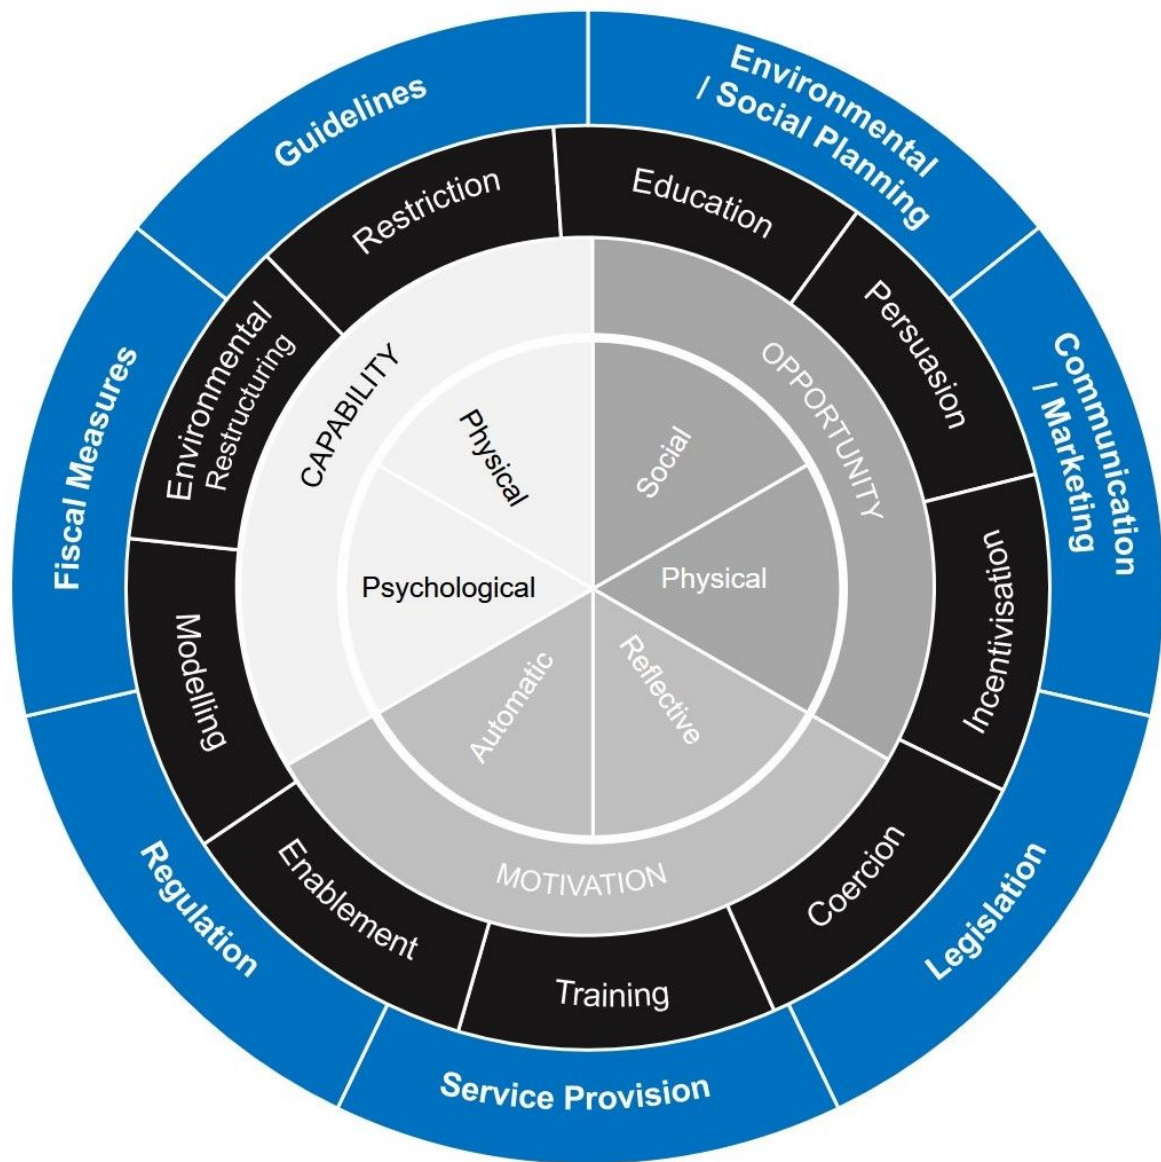 Guidelines
Environmental
/ Social Planning
Communication
/ Marketing
Legislation
Service Provision
Regulation
Fiscal Measures
Restriction
Education
Persuasion
Incentivisation
Coercion
Training
Enablement
Modelling
Environmental
Restructuring
CAPABILITY
OPPORTUNITY
MOTIVATION
Physical
Social
Physical
Reflective
Automatic
Psychological